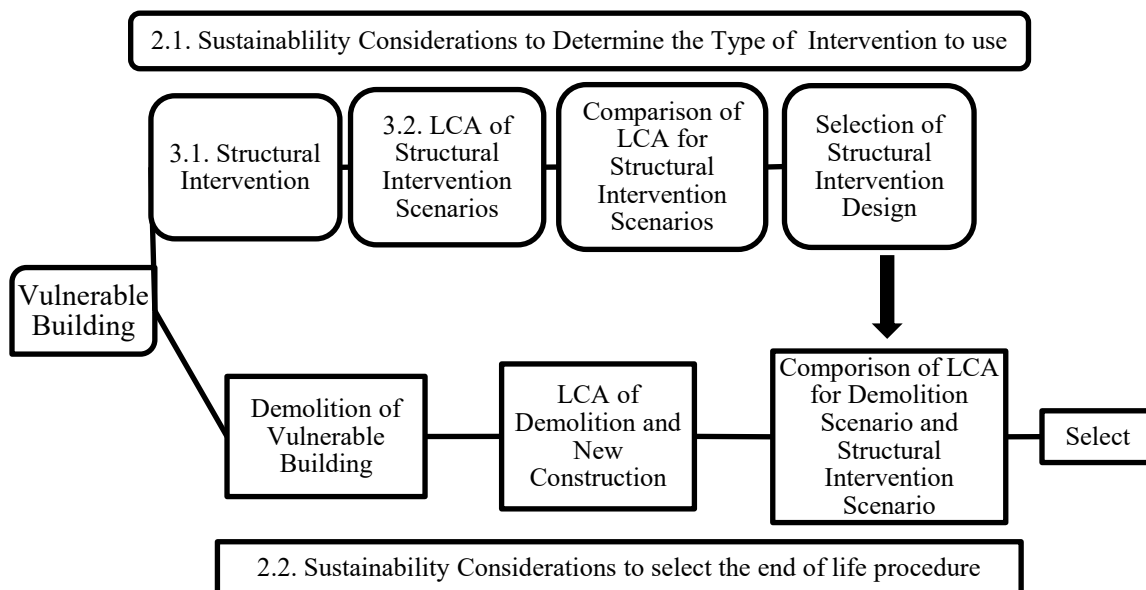 2.1. Sustainablility Considerations to Determine the Type of Intervention to use
3.1. Structural
Intervention
3.2. LCA of
Structural
Intervention
Scenarios
Comparison of
LCA for
Structural
Intervention
Scenarios
Selection of
Structural
Intervention
Design
Vulnerable
Building
Demolition of
Vulnerable
Building
LCA of
Demolition and
New
Construction
Comporison of LCA
for Demolition
Scenario and
Structural
Intervention
Scenario
Select
2.2. Sustainability Considerations to select the end of life procedure